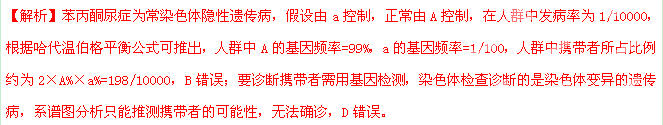 【解析】苯丙酮尿症为常染色体隐性遗传病，假设由 a 控制，正常由 A 控制，在人群中发病率为 1/10000，
根据哈代温伯格平衡公式可推出，人群中 A 的基因频率=99%，a 的基因频率=1/100，人群中携带者所占比例
约为 2×A%×a%=198/10000，B 错误；要诊断携带者需用基因检测，染色体检查诊断的是染色体变异的遗传
病，系谱图分析只能推测携带者的可能性，无法确诊，D 错误。